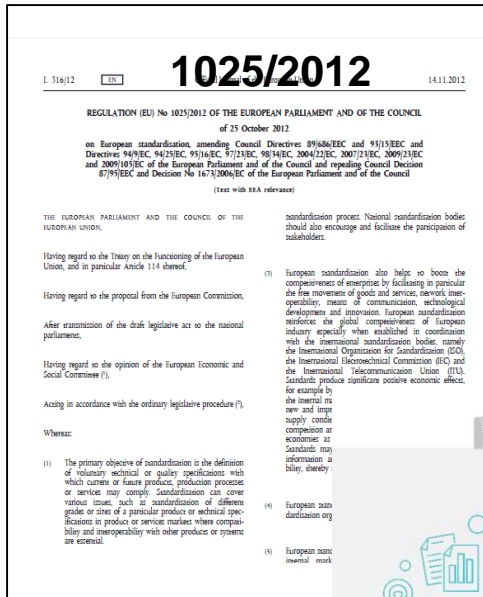 1025/2012
L 316/12 EN Official Journal of the European Union 14.11.2012
REGULATION (EU) No 1025/2012 OF THE EUROPEAN PARLIAMENT AND OF THE COUNCIL
of 25 October 2012
on European standardisation, amending Council Directives 89/686/EEC and 93/15/EEC and
Directives 94/9/EC, 94/25/EC, 95/16/EC, 97/23/EC, 98/34/EC, 2004/22/EC, 2007/23/EC, 2009/23/EC
and 2009/105/EC of the European Parliament and of the Council and repealing Council Decision
87/95/EEC and Decision No 1673/2006/EC of the European Parliament and of the Council
(Text with EEA relevance)
THE EUROPEAN PARLIAMENT AND THE COUNCIL OF THE
EUROPEAN UNION,
Having regard to the Treaty on the Functioning of the European
Union, and in particular Article 114 thereof,
Having regard to the proposal from the European Commission,
After transmission of the draft legislative act to the national
parliaments,
Having regard to the opinion of the European Economic and
Social Committee (¹),
Acting in accordance with the ordinary legislative procedure (²),
Whereas:
(1) The primary objective of standardisation is the definition
of voluntary technical or quality specifications with
which current or future products, production processes
or services may comply. Standardisation can cover
various issues, such as standardisation of different
grades or sizes of a particular product or technical spec-
ifications in product or services markets where compati-
bility and interoperability with other products or systems
are essential.
standardisation process. National standardisation bodies
should also encourage and facilitate the participation of
stakeholders.
(3) European standardisation also helps to boost the
competitiveness of enterprises by facilitating in particular
the free movement of goods and services, network inter-
operability, means of communication, technological
development and innovation. European standardisation
reinforces the global competitiveness of European
industry especially when established in coordination
with the international standardisation bodies, namely
the International Organisation for Standardisation (ISO),
the International Electrotechnical Commission (IEC) and
the International Telecommunication Union (ITU).
Standards produce significant positive economic effects,
for example by
the internal
new and
supply
competition
economies as
Standards may
information
bility, thereby
(4) European
dardisation
(5) European
internal